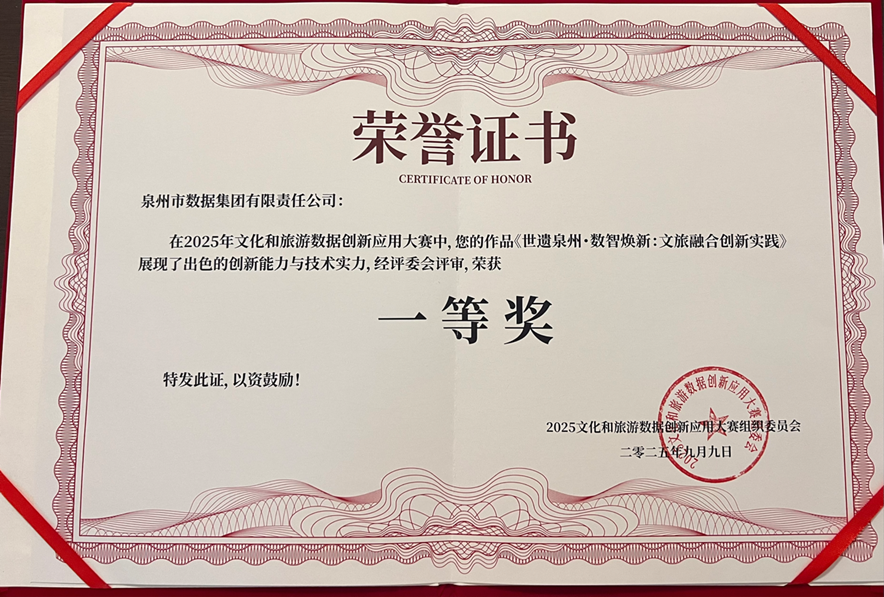 荣誉证书
CERTIFICATE OF HONOR
泉州市数据集团有限责任公司：
在2025年文化和旅游数据创新应用大赛中，您的作品《世遗泉州·数智焕新：文旅融合创新实践》
展现了出色的创新能力与技术实力，经评委会评审，荣获
一等奖
特发此证，以资鼓励！
2025文化和旅游数据创新应用大赛组织委员会
二零二五年九月九日